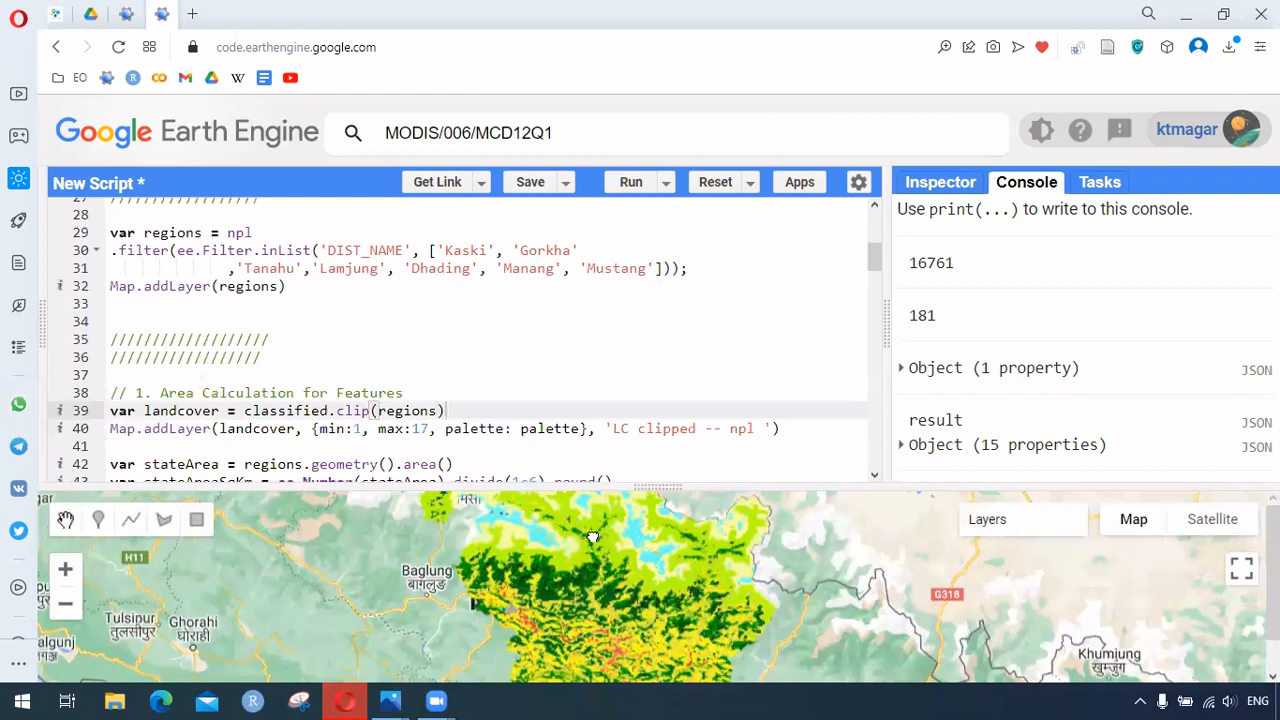 code.earthengine.google.com
EO
Google Earth Engine
MODIS/006/MCD12Q1
ktmagar
New Script *
Get Link
Save
Run
Reset
Apps
Inspector
Console
Tasks
Use print(...) to write to this console.
16761
181
Object (1 property)
JSON
result
JSON
Object (15 properties)
JSON
28
29 var regions = npl
30 .filter(ee.Filter.inList('DIST_NAME', ['Kaski', 'Gorkha'
31 ,'Tanahu','Lamjung', 'Dhading', 'Manang', 'Mustang']));
32 Map.addLayer(regions)
33
34
35 ///////////////////
36 //////////////////
37
38 // 1. Area Calculation for Features
39 var landcover = classified.clip(regions)
40 Map.addLayer(landcover, {min:1, max:17, palette: palette}, 'LC clipped -- npl ')
41
42 var stateArea = regions.geometry().area()
Layers
Map
Satellite
H11
Baglung
बागलुङ
Tulsipur
तुल्सिपुर
Ghorahi
घोराही
G318
Khumjung
खुम्जुङ
ENG